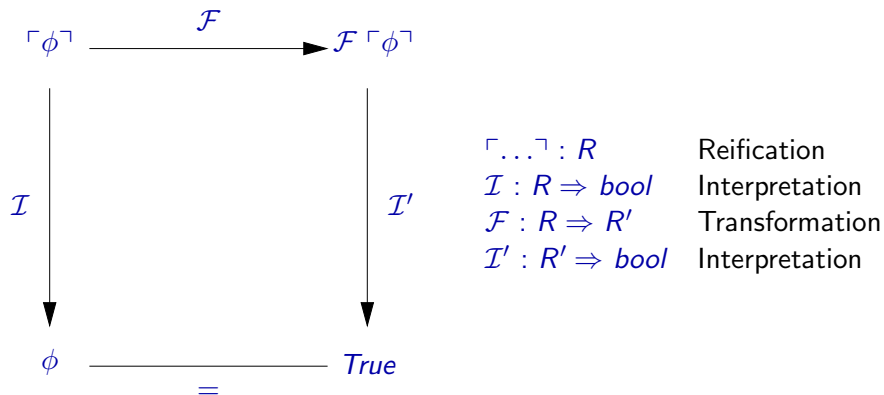 ℱ
⌜ϕ⌝ ℱ ⌜ϕ⌝
⌜…⌝ : R Reification
ℐ : R ⇒ bool Interpretation
ℐ ℐ′
ℱ : R ⇒ R′ Transformation
ℐ′ : R′ ⇒ bool Interpretation
ϕ True
=